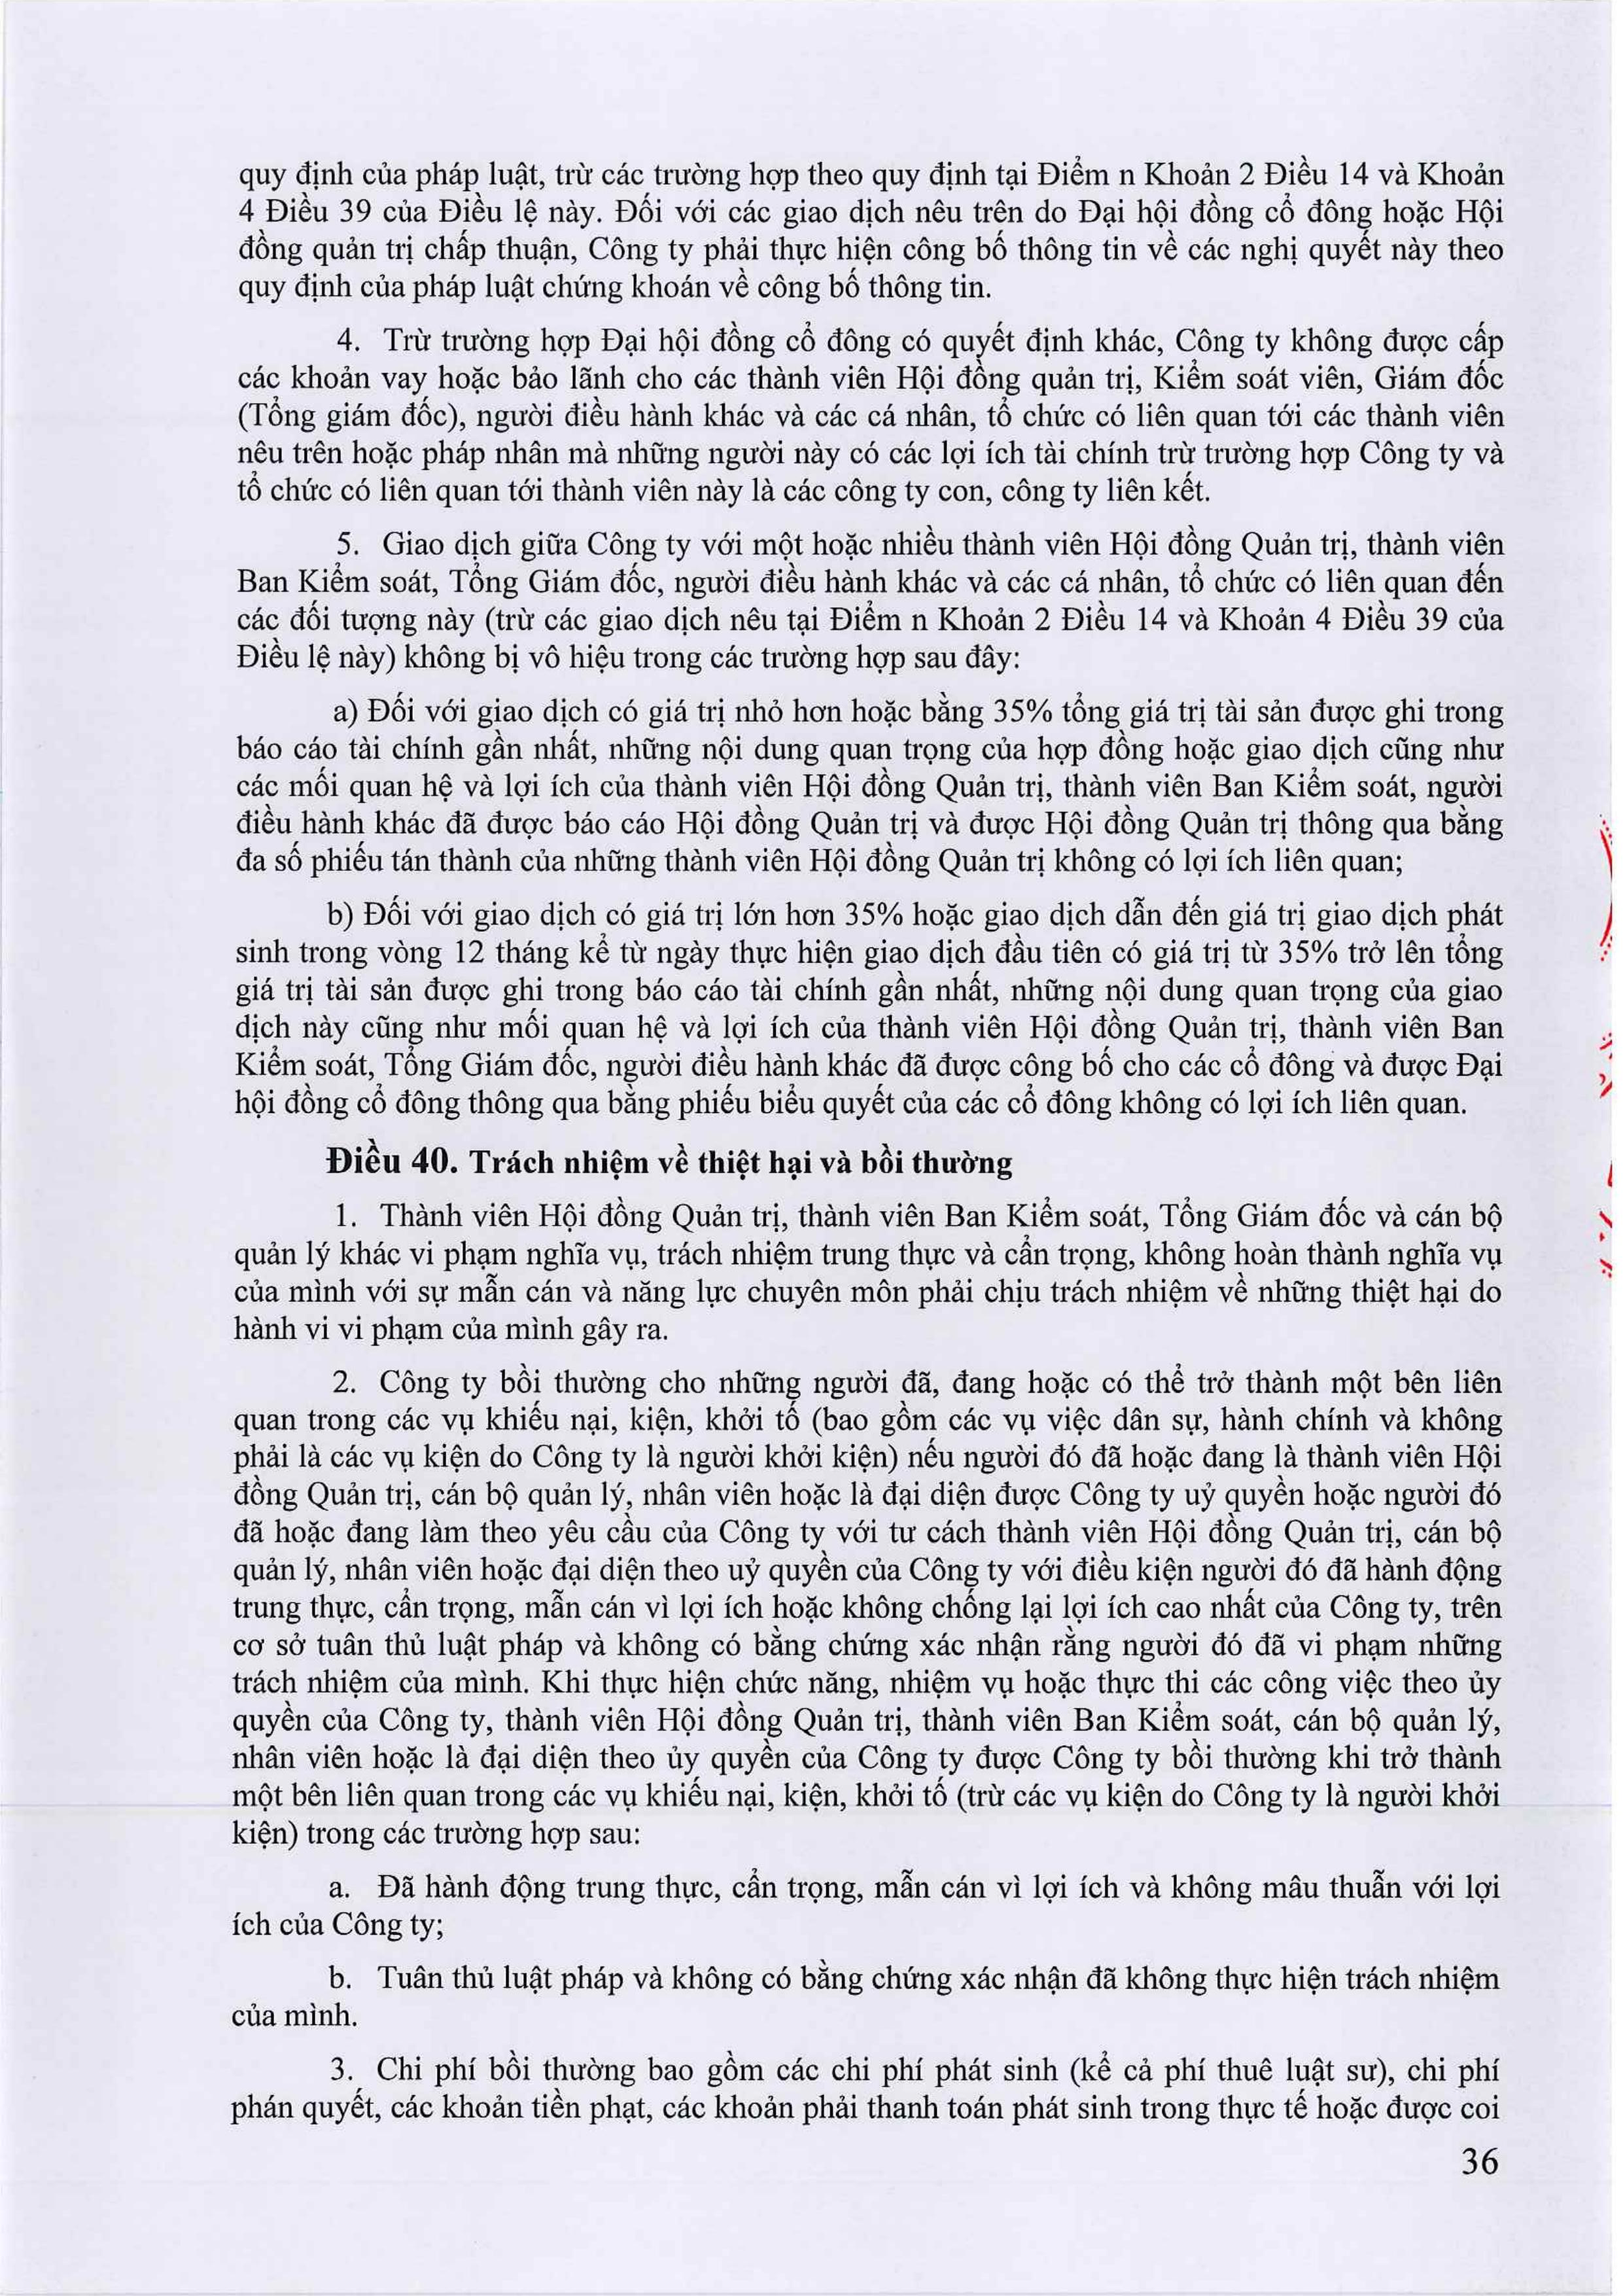 quy định của pháp luật, trừ các trường hợp theo quy định tại Điểm n Khoản 2 Điều 14 và Khoản
4 Điều 39 của Điều lệ này. Đối với các giao dịch nêu trên do Đại hội đồng cổ đông hoặc Hội
đồng quản trị chấp thuận, Công ty phải thực hiện công bố thông tin về các nghị quyết này theo
quy định của pháp luật chứng khoán về công bố thông tin.
4. Trừ trường hợp Đại hội đồng cổ đông có quyết định khác, Công ty không được cấp
các khoản vay hoặc bảo lãnh cho các thành viên Hội đồng quản trị, Kiểm soát viên, Giám đốc
(Tổng giám đốc), người điều hành khác và các cá nhân, tổ chức có liên quan tới các thành viên
nêu trên hoặc pháp nhân mà những người này có các lợi ích tài chính trừ trường hợp Công ty và
tổ chức có liên quan tới thành viên này là các công ty con, công ty liên kết.
5. Giao dịch giữa Công ty với một hoặc nhiều thành viên Hội đồng Quản trị, thành viên
Ban Kiểm soát, Tổng Giám đốc, người điều hành khác và các cá nhân, tổ chức có liên quan đến
các đối tượng này (trừ các giao dịch nêu tại Điểm n Khoản 2 Điều 14 và Khoản 4 Điều 39 của
Điều lệ này) không bị vô hiệu trong các trường hợp sau đây:
a) Đối với giao dịch có giá trị nhỏ hơn hoặc bằng 35% tổng giá trị tài sản được ghi trong
báo cáo tài chính gần nhất, những nội dung quan trọng của hợp đồng hoặc giao dịch cũng như
các mối quan hệ và lợi ích của thành viên Hội đồng Quản trị, thành viên Ban Kiểm soát, người
điều hành khác đã được báo cáo Hội đồng Quản trị và được Hội đồng Quản trị thông qua bằng
đa số phiếu tán thành của những thành viên Hội đồng Quản trị không có lợi ích liên quan;
b) Đối với giao dịch có giá trị lớn hơn 35% hoặc giao dịch dẫn đến giá trị giao dịch phát
sinh trong vòng 12 tháng kể từ ngày thực hiện giao dịch đầu tiên có giá trị từ 35% trở lên tổng
giá trị tài sản được ghi trong báo cáo tài chính gần nhất, những nội dung quan trọng của giao
dịch này cũng như mối quan hệ và lợi ích của thành viên Hội đồng Quản trị, thành viên Ban
Kiểm soát, Tổng Giám đốc, người điều hành khác đã được công bố cho các cổ đông và được Đại
hội đồng cổ đông thông qua bằng phiếu biểu quyết của các cổ đông không có lợi ích liên quan.
Điều 40. Trách nhiệm về thiệt hại và bồi thường
1. Thành viên Hội đồng Quản trị, thành viên Ban Kiểm soát, Tổng Giám đốc và cán bộ
quản lý khác vi phạm nghĩa vụ, trách nhiệm trung thực và cẩn trọng, không hoàn thành nghĩa vụ
của mình với sự mẫn cán và năng lực chuyên môn phải chịu trách nhiệm về những thiệt hại do
hành vi vi phạm của mình gây ra.
2. Công ty bồi thường cho những người đã, đang hoặc có thể trở thành một bên liên
quan trong các vụ khiếu nại, kiện, khởi tố (bao gồm các vụ việc dân sự, hành chính và không
phải là các vụ kiện do Công ty là người khởi kiện) nếu người đó đã hoặc đang là thành viên Hội
đồng Quản trị, cán bộ quản lý, nhân viên hoặc là đại diện được Công ty uỷ quyền hoặc người đó
đã hoặc đang làm theo yêu cầu của Công ty với tư cách thành viên Hội đồng Quản trị, cán bộ
quản lý, nhân viên hoặc đại diện theo uỷ quyền của Công ty với điều kiện người đó đã hành động
trung thực, cẩn trọng, mẫn cán vì lợi ích hoặc không chống lại lợi ích cao nhất của Công ty, trên
cơ sở tuân thủ luật pháp và không có bằng chứng xác nhận rằng người đó đã vi phạm những
trách nhiệm của mình. Khi thực hiện chức năng, nhiệm vụ hoặc thực thi các công việc theo ủy
quyền của Công ty, thành viên Hội đồng Quản trị, thành viên Ban Kiểm soát, cán bộ quản lý,
nhân viên hoặc là đại diện theo ủy quyền của Công ty được Công ty bồi thường khi trở thành
một bên liên quan trong các vụ khiếu nại, kiện, khởi tố (trừ các vụ kiện do Công ty là người khởi
kiện) trong các trường hợp sau:
a. Đã hành động trung thực, cẩn trọng, mẫn cán vì lợi ích và không mâu thuẫn với lợi
ích của Công ty;
b. Tuân thủ luật pháp và không có bằng chứng xác nhận đã không thực hiện trách nhiệm
của mình.
3. Chi phí bồi thường bao gồm các chi phí phát sinh (kể cả phí thuê luật sư), chi phí
phán quyết, các khoản tiền phạt, các khoản phải thanh toán phát sinh trong thực tế hoặc được coi
36